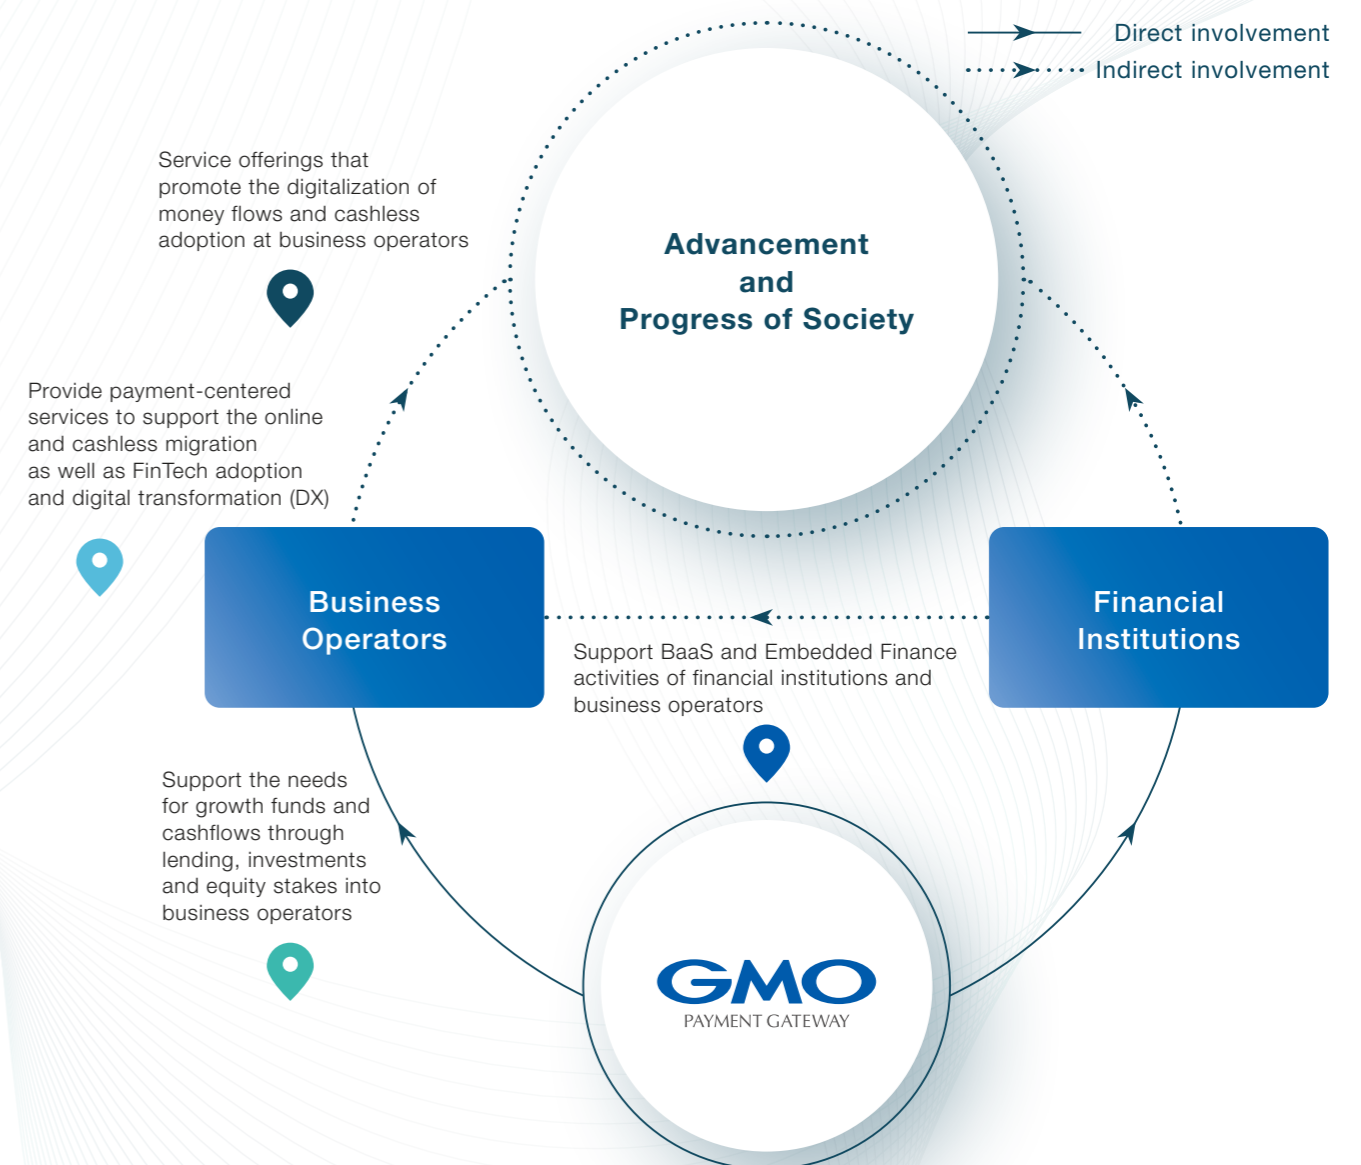 Direct involvement
Indirect involvement
Service offerings that
promote the digitalization of
money flows and cashless
adoption at business operators
Advancement
and
Progress of Society
Provide payment-centered
services to support the online
and cashless migration
as well as FinTech adoption
and digital transformation (DX)
Business
Operators
Financial
Institutions
Support BaaS and Embedded Finance
activities of financial institutions and
business operators
Support the needs
for growth funds and
cashflows through
lending, investments
and equity stakes into
business operators
GMO
PAYMENT GATEWAY